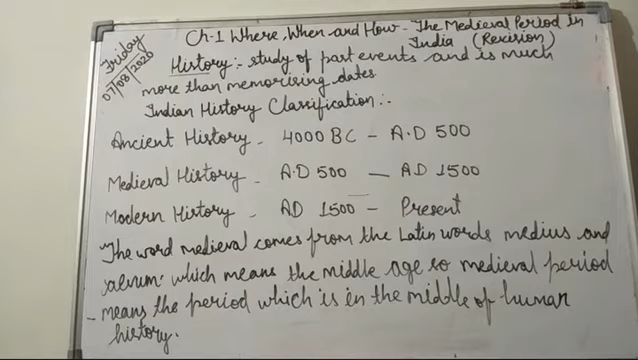 Friday
07/08/2020
Ch-1 Where, When and How - The Medieval Period in
India (Revision)
History :- study of past events and is much
more than memorising dates.
Indian History Classification :-
Ancient History - 4000 BC - A.D 500
Medieval History - A.D 500 - AD 1500
Modern History - AD 1500 - Present
"The word medieval comes from the Latin words medius and
aevum' which means the middle age so medieval period
- means the period which is in the middle of human
history.